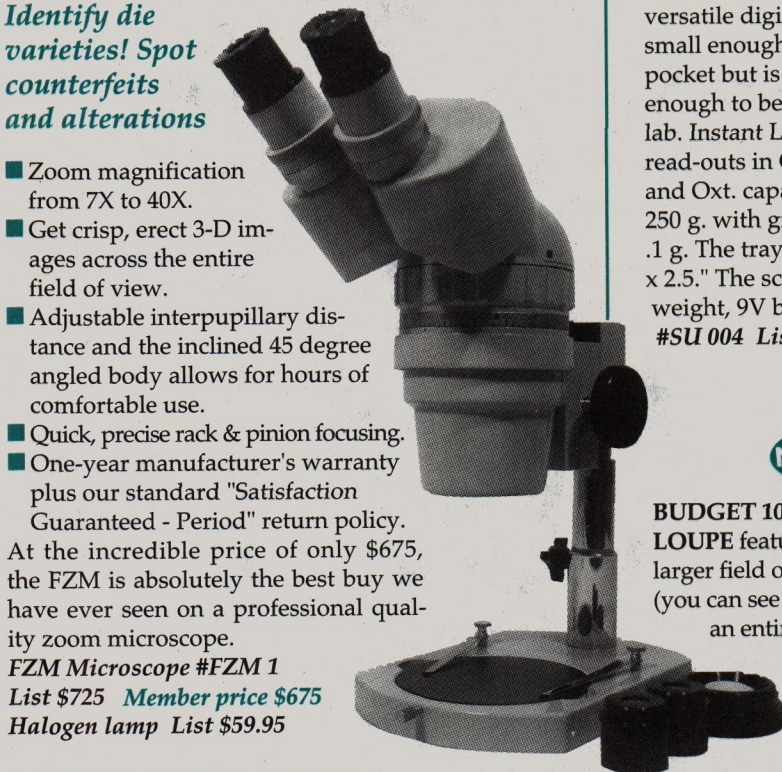 Identify die
varieties! Spot
counterfeits
and alterations
■ Zoom magnification
from 7X to 40X.
■ Get crisp, erect 3-D im-
ages across the entire
field of view.
■ Adjustable interpupillary dis-
tance and the inclined 45 degree
angled body allows for hours of
comfortable use.
■ Quick, precise rack & pinion focusing.
■ One-year manufacturer's warranty
plus our standard "Satisfaction
Guaranteed - Period" return policy.
At the incredible price of only $675,
the FZM is absolutely the best buy we
have ever seen on a professional qual-
ity zoom microscope.
FZM Microscope #FZM 1
List $725 Member price $675
Halogen lamp List $59.95
versatile digi
small enough
pocket but is
enough to be
lab. Instant L
read-outs in
and Oxt. capa
250 g. with g
.1 g. The tray
x 2.5." The sc
weight, 9V b
#SU 004 Lis
BUDGET 10
LOUPE featu
larger field o
(you can see
an entir